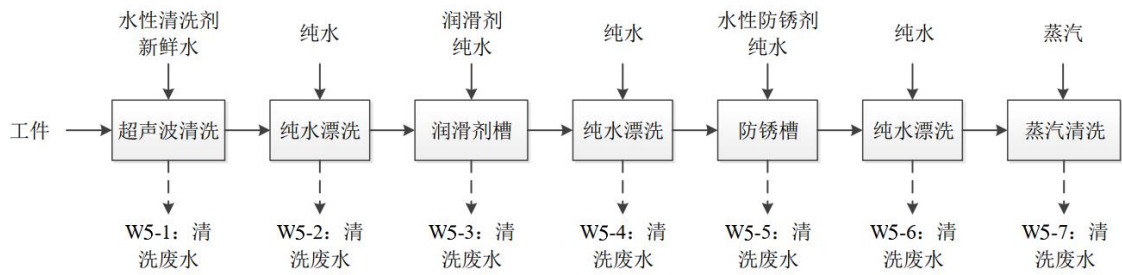 水性清洗剂
新鲜水
纯水
润滑剂
纯水
纯水
水性防锈剂
纯水
纯水
蒸汽
工件
超声波清洗
纯水漂洗
润滑剂槽
纯水漂洗
防锈槽
纯水漂洗
蒸汽清洗
W5-1：清
洗废水
W5-2：清
洗废水
W5-3：清
洗废水
W5-4：清
洗废水
W5-5：清
洗废水
W5-6：清
洗废水
W5-7：清
洗废水